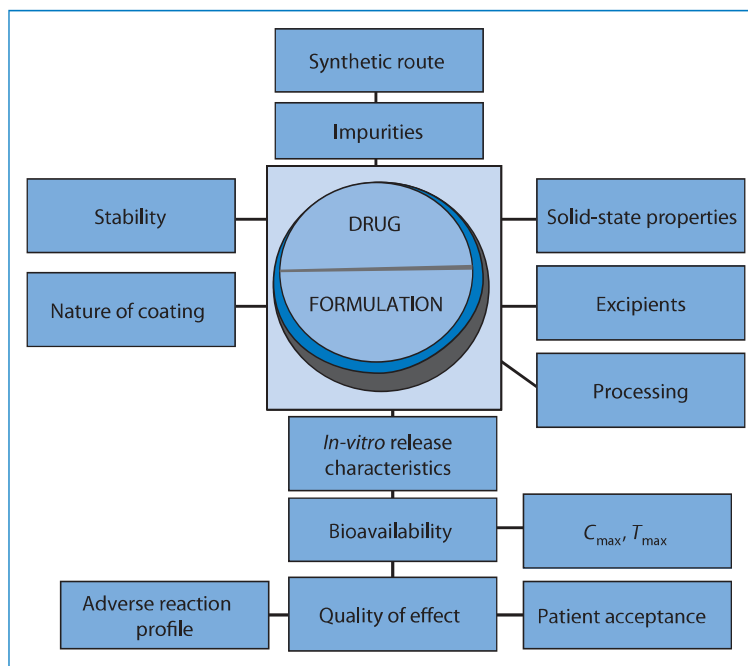 Synthetic route
Impurities
Stability
DRUG
Solid-state properties
Nature of coating
FORMULATION
Excipients
Processing
In-vitro release
characteristics
Bioavailability
Cmax, Tmax
Adverse reaction
profile
Quality of effect
Patient acceptance